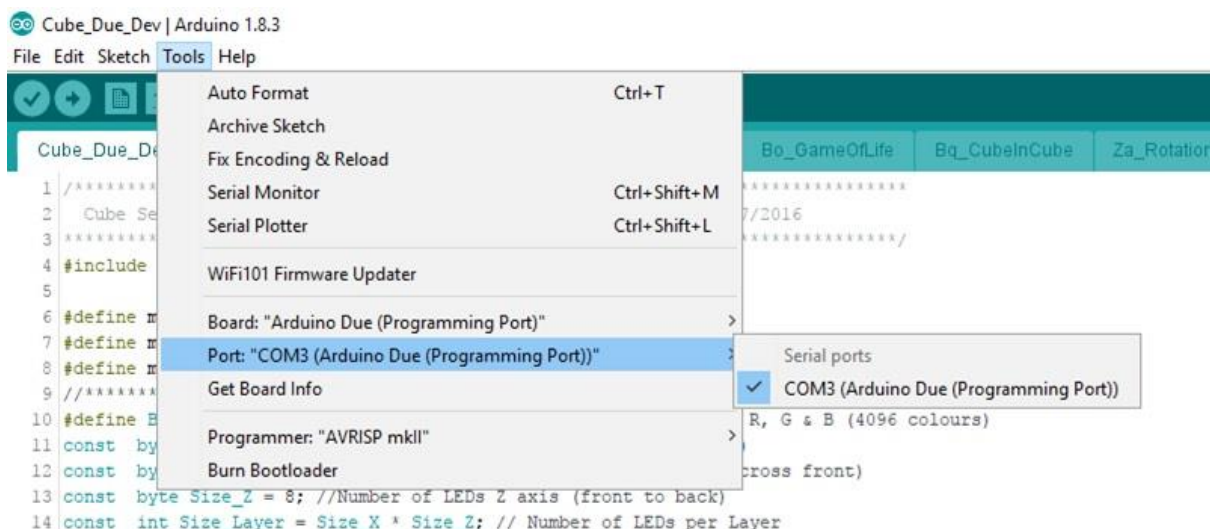 Cube_Due_Dev | Arduino 1.8.3
File Edit Sketch Tools Help
Auto Format Ctrl+T
Archive Sketch
Fix Encoding & Reload
Serial Monitor Ctrl+Shift+M
Serial Plotter Ctrl+Shift+L
WiFi101 Firmware Updater
Board: "Arduino Due (Programming Port)"
Port: "COM3 (Arduino Due (Programming Port))"
Get Board Info
Programmer: "AVRISP mkII"
Burn Bootloader
Serial ports
COM3 (Arduino Due (Programming Port))
Cube_Due_De Bo_GameOfLife Bq_CubeInCube Za_Rotation
1 /********* ****************
2 Cube Se 7/2016
3 ********** ***************/
4 #include
5
6 #define m
7 #define m
8 #define m
9 //*******
10 #define B R, G & B (4096 colours)
11 const by )
12 const by cross front)
13 const byte Size_Z = 8; //Number of LEDs Z axis (front to back)
14 const int Size_Layer = Size_X * Size_Z; // Number of LEDs per Layer